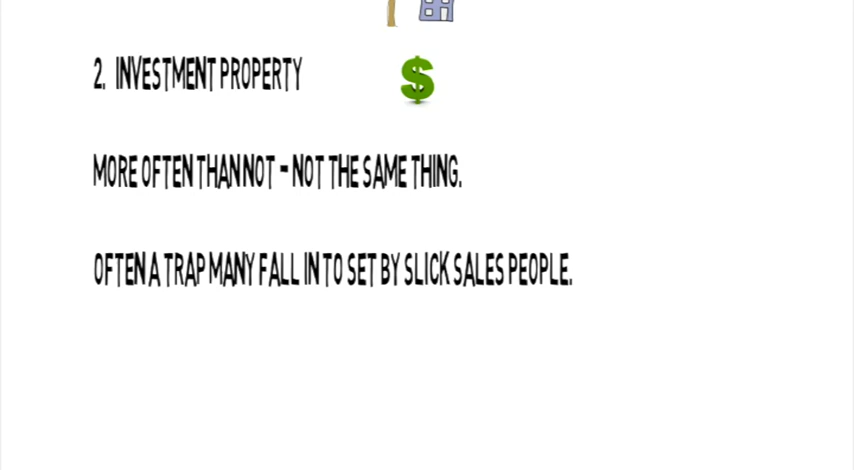 2. INVESTMENT PROPERTY
MORE OFTEN THAN NOT - NOT THE SAME THING.
OFTEN A TRAP MANY FALL IN TO SET BY SLICK SALES PEOPLE.